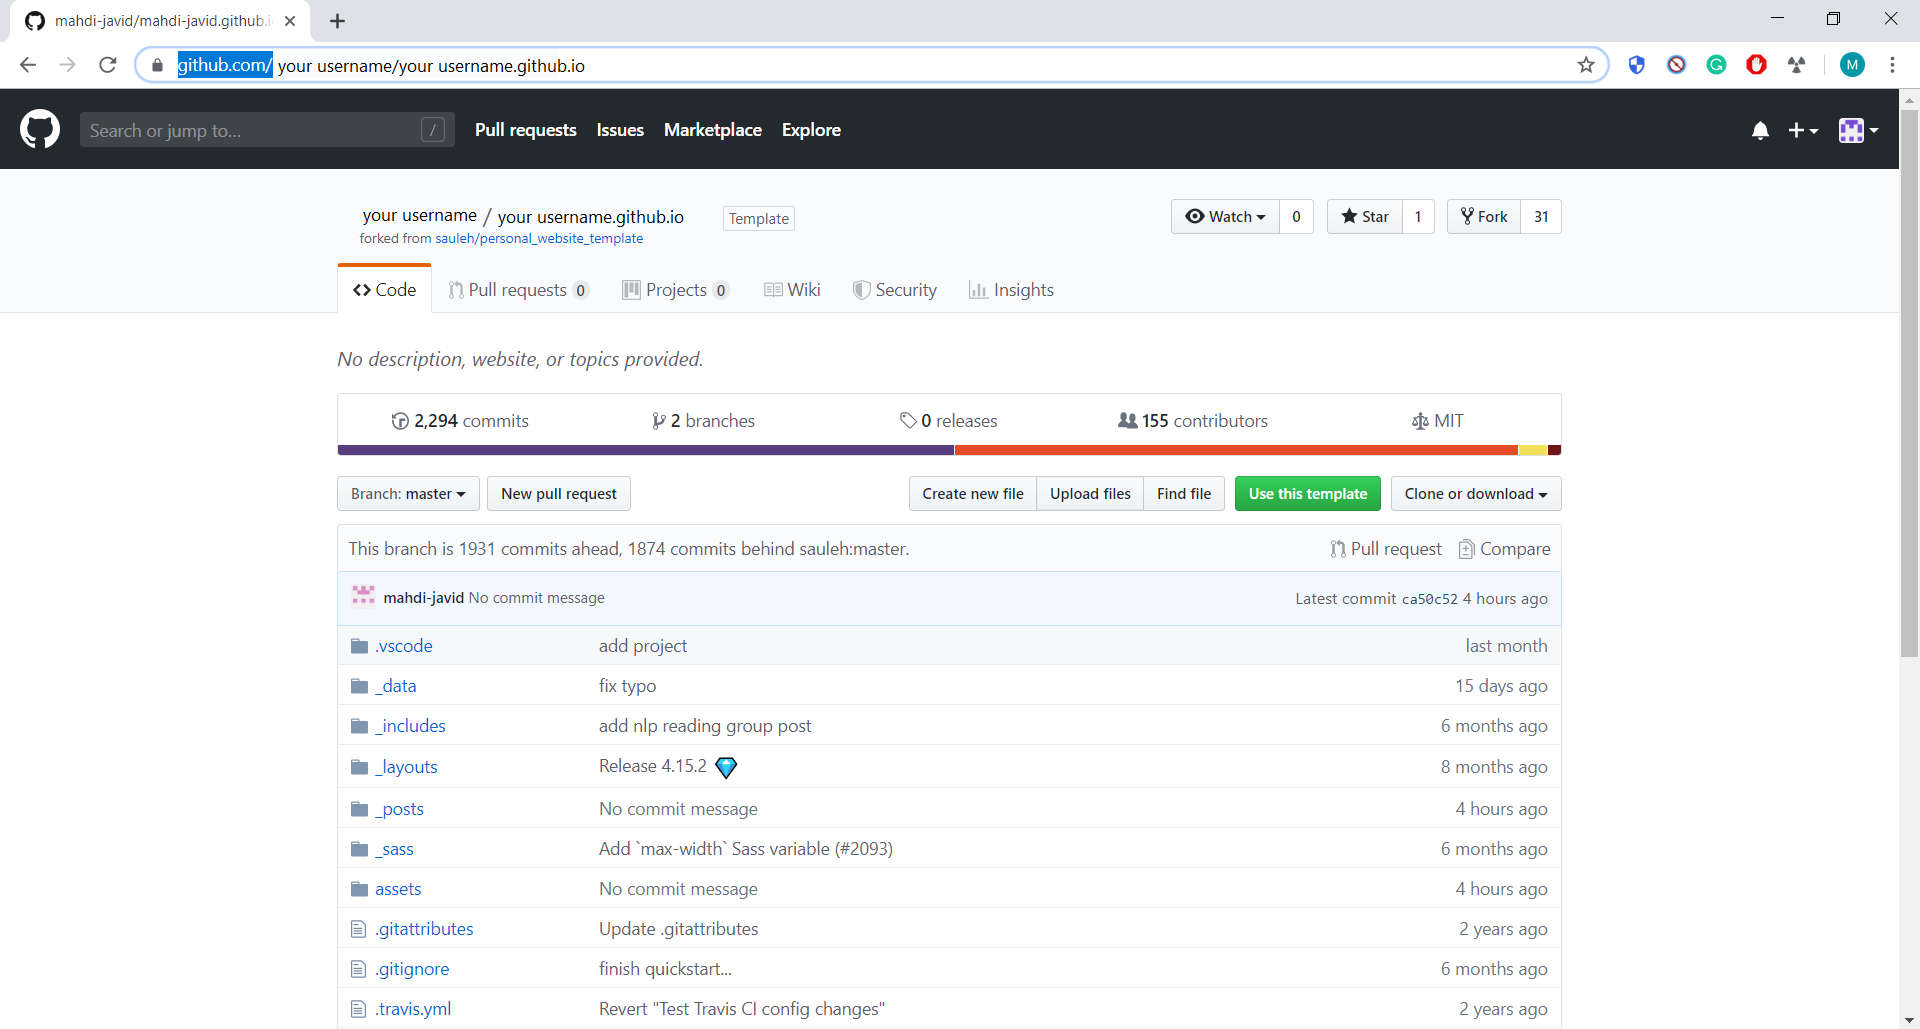 mahdi-javid/mahdi-javid.github.i
github.com/ your username/your username.github.io
M
Search or jump to... /
Pull requests Issues Marketplace Explore
your username / your username.github.io Template
Watch 0 Star 1 Fork 31
forked from sauleh/personal_website_template
Code Pull requests 0 Projects 0 Wiki Security Insights
No description, website, or topics provided.
2,294 commits 2 branches 0 releases 155 contributors MIT
Branch: master New pull request Create new file Upload files Find file Use this template Clone or download
This branch is 1931 commits ahead, 1874 commits behind sauleh:master. Pull request Compare
mahdi-javid No commit message Latest commit ca50c52 4 hours ago
.vscode add project last month
_data fix typo 15 days ago
_includes add nlp reading group post 6 months ago
_layouts Release 4.15.2 8 months ago
_posts No commit message 4 hours ago
_sass Add `max-width` Sass variable (#2093) 6 months ago
assets No commit message 4 hours ago
.gitattributes Update .gitattributes 2 years ago
.gitignore finish quickstart... 6 months ago
.travis.yml Revert "Test Travis CI config changes" 2 years ago